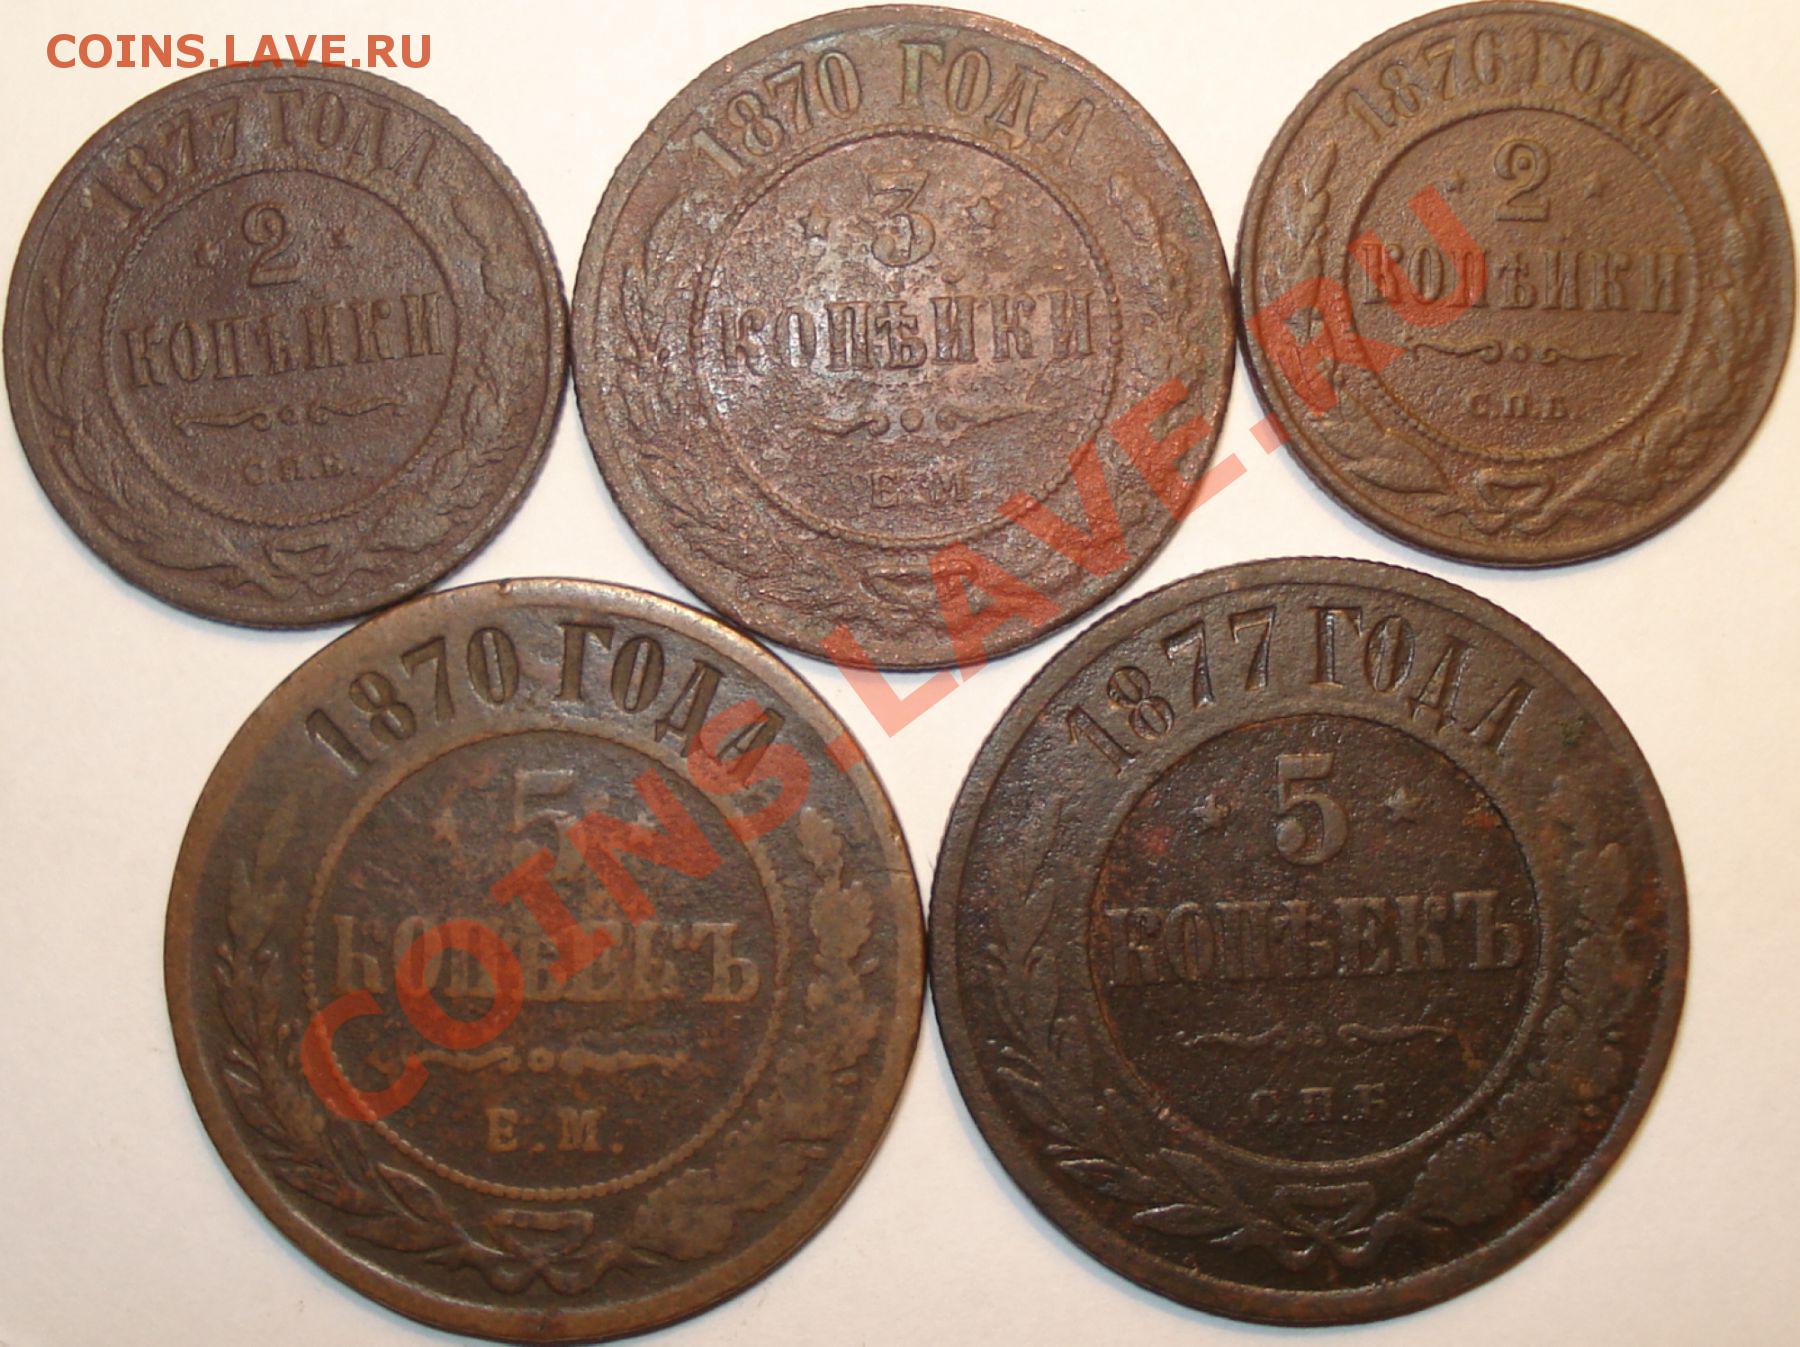 COINS.LAVE.RU
1877 ГОДА
2
КОПѢЙКИ
С.П.Б.
1870 ГОДА
3
КОПѢЙКИ
Е.М.
1876 ГОДА
2
КОПѢЙКИ
С.П.Б.
1870 ГОДА
5
КОПѢЕКЪ
Е.М.
1877 ГОДА
5
КОПѢЕКЪ
С.П.Б.
COINS.LAVE.RU